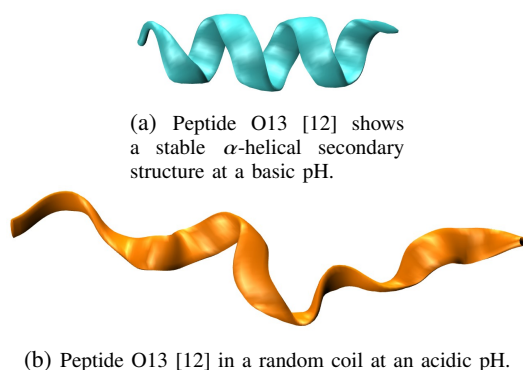 (a) Peptide O13 [12] shows
a stable α-helical secondary
structure at a basic pH.
(b) Peptide O13 [12] in a random coil at an acidic pH.